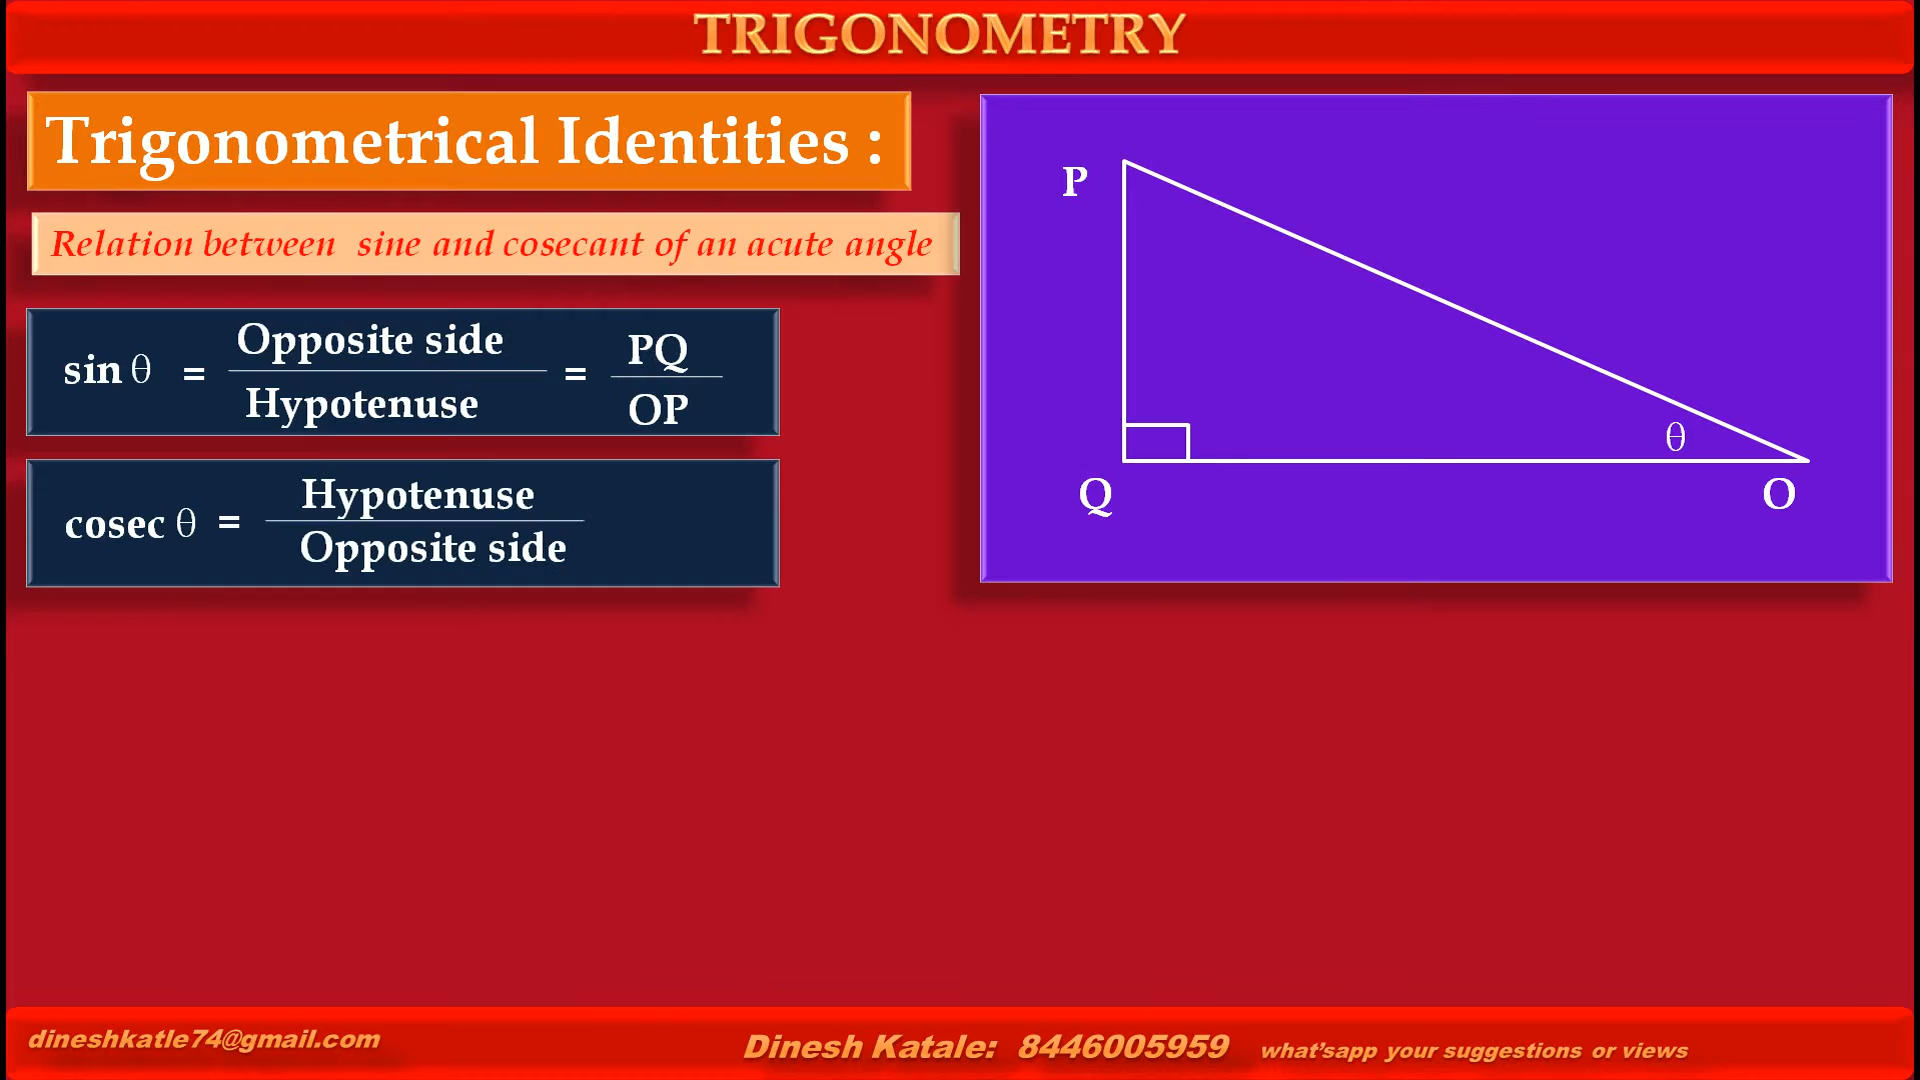 TRIGONOMETRY
Trigonometrical Identities :
Relation between sine and cosecant of an acute angle
sin θ = Opposite side / Hypotenuse = PQ / OP
cosec θ = Hypotenuse / Opposite side
P
θ
Q
O
dineshkatle74@gmail.com
Dinesh Katale: 8446005959 what'sapp your suggestions or views